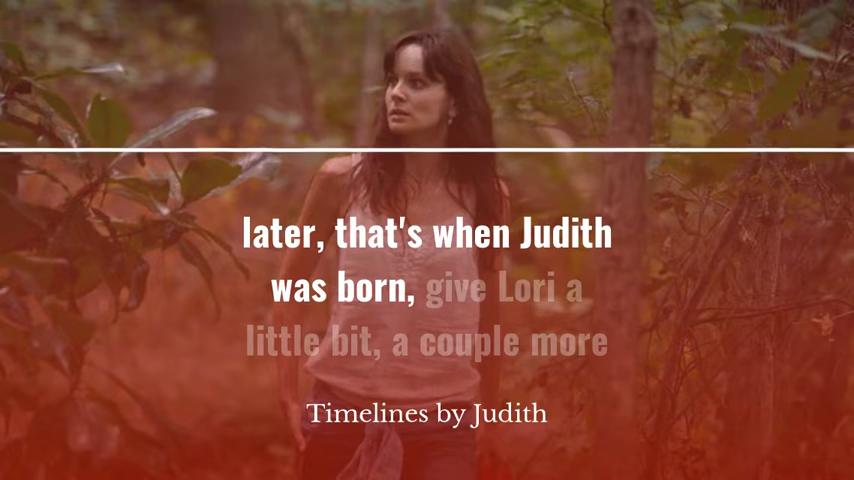 later, that's when Judith
was born, give Lori a
little bit, a couple more
Timelines by Judith